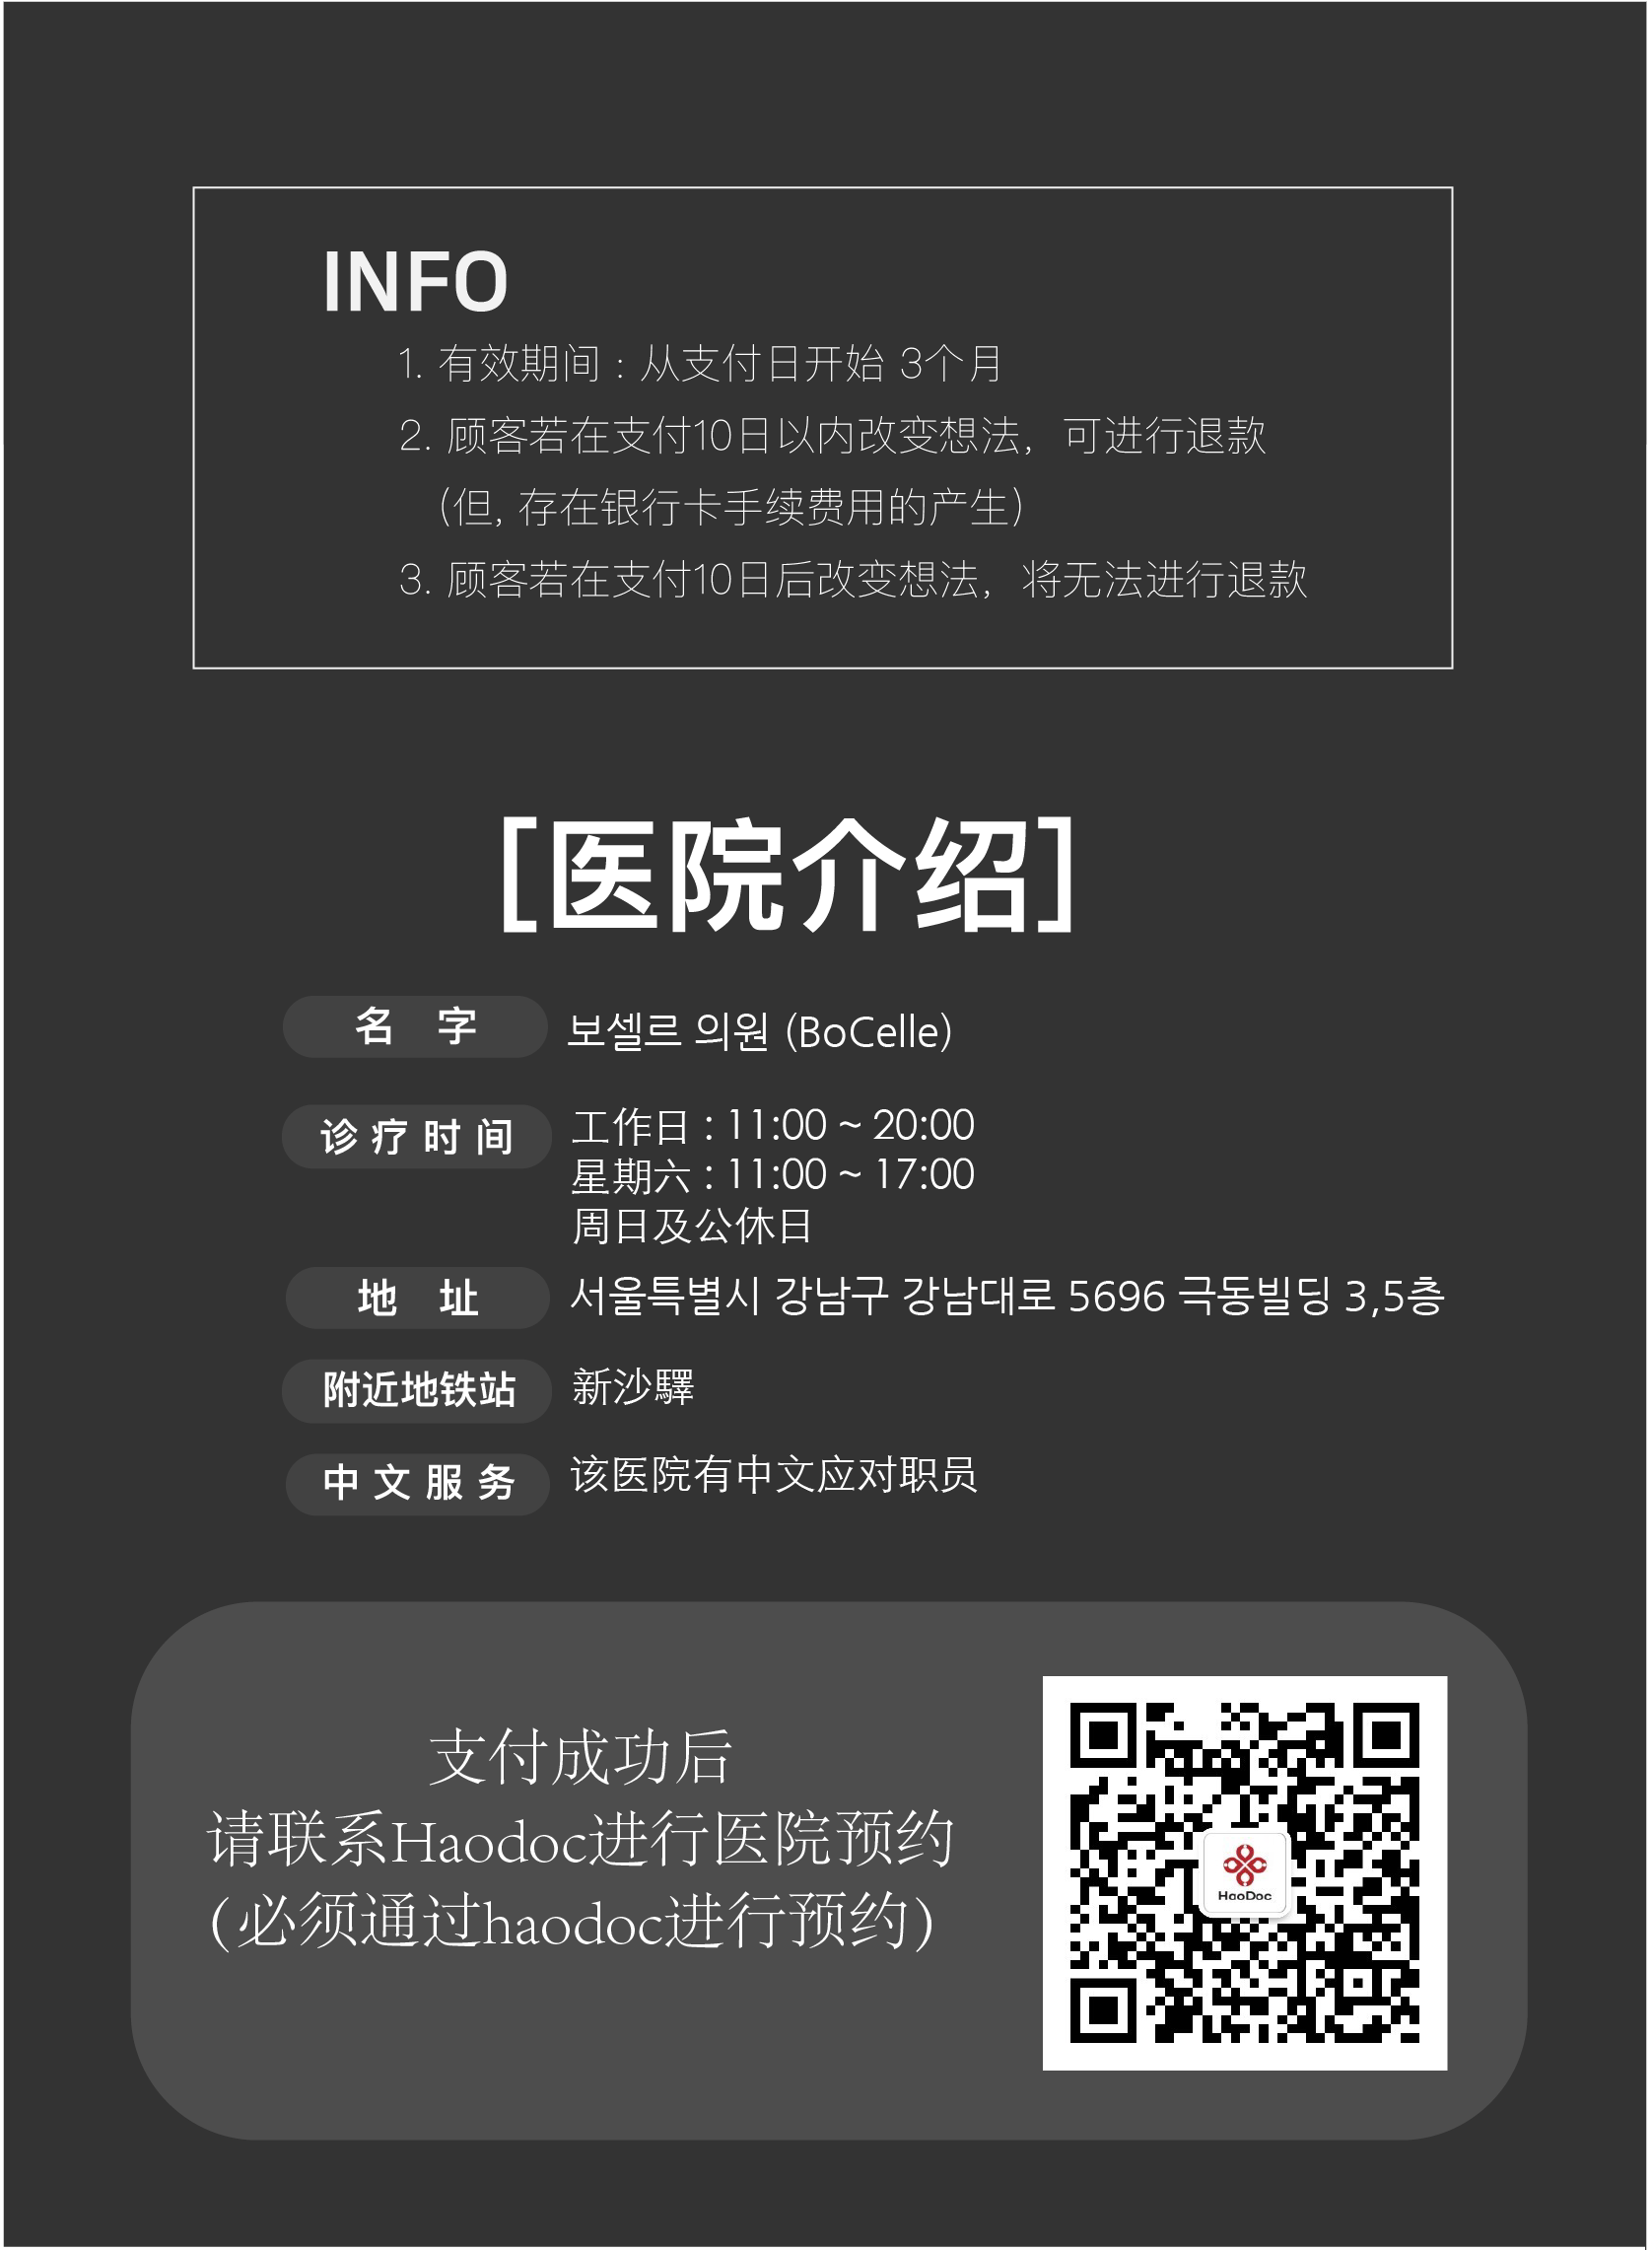 INFO
1. 有效期间 : 从支付日开始 3个月
2. 顾客若在支付10日以内改变想法, 可进行退款
(但, 存在银行卡手续费用的产生)
3. 顾客若在支付10日后改变想法, 将无法进行退款
[医院介绍]
名 字 보셀르 의원 (BoCelle)
诊疗时间 工作日 : 11:00 ~ 20:00
星期六 : 11:00 ~ 17:00
周日及公休日
地 址 서울특별시 강남구 강남대로 5696 극동빌딩 3,5층
附近地铁站 新沙驛
中文服务 该医院有中文应对职员
支付成功后
请联系Haodoc进行医院预约
(必须通过haodoc进行预约)
HaoDoc